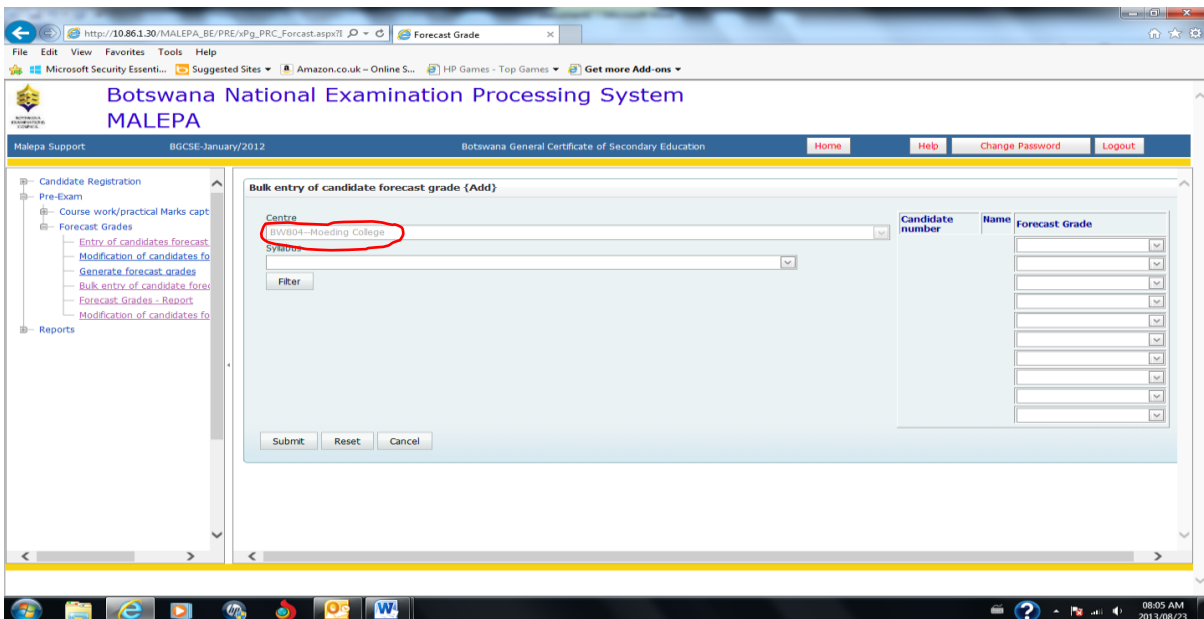 http://10.86.1.30/MALEPA_BE/PRE/xPg_PRC_Forcast.aspx?I
Forecast Grade
File Edit View Favorites Tools Help
Microsoft Security Essenti... Suggested Sites Amazon.co.uk – Online S... HP Games - Top Games Get more Add-ons
Botswana National Examination Processing System
MALEPA
Malepa Support BGCSE-January/2012 Botswana General Certificate of Secondary Education Home Help Change Password Logout
Candidate Registration
Pre-Exam
Course work/practical Marks capt
Forecast Grades
Entry of candidates forecast
Modification of candidates fo
Generate forecast grades
Bulk entry of candidate fore
Forecast Grades - Report
Modification of candidates fo
Reports
Bulk entry of candidate forecast grade {Add}
Centre
BW804--Moeding College
Syllabus
Filter
Candidate number Name Forecast Grade
Submit Reset Cancel
08:05 AM
2013/08/23